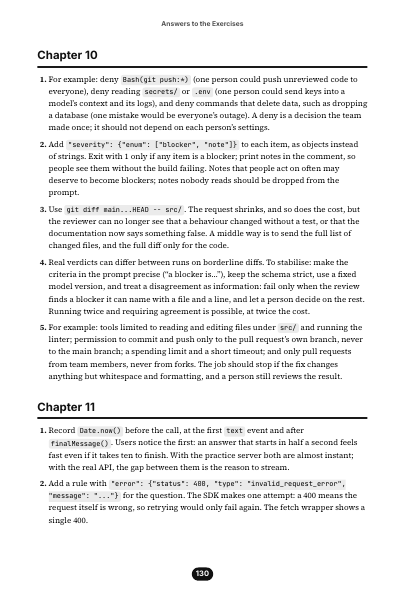 Answers to the Exercises
Chapter 10
1. For example: deny Bash(git push:*) (one person could push unreviewed code to
everyone), deny reading secrets/ or .env (one person could send keys into a
model's context and its logs), and deny commands that delete data, such as dropping
a database (one mistake would be everyone's outage). A deny is a decision the team
made once; it should not depend on each person's settings.
2. Add "severity": {"enum": ["blocker", "note"]} to each item, as objects instead
of strings. Exit with 1 only if any item is a blocker; print notes in the comment, so
people see them without the build failing. Notes that people act on often may
deserve to become blockers; notes nobody reads should be dropped from the
prompt.
3. Use git diff main...HEAD -- src/. The request shrinks, and so does the cost, but
the reviewer can no longer see that a behaviour changed without a test, or that the
documentation now says something false. A middle way is to send the full list of
changed files, and the full diff only for the code.
4. Real verdicts can differ between runs on borderline diffs. To stabilise: make the
criteria in the prompt precise ("a blocker is…"), keep the schema strict, use a fixed
model version, and treat a disagreement as information: fail only when the review
finds a blocker it can name with a file and a line, and let a person decide on the rest.
Running twice and requiring agreement is possible, at twice the cost.
5. For example: tools limited to reading and editing files under src/ and running the
linter; permission to commit and push only to the pull request's own branch, never
to the main branch; a spending limit and a short timeout; and only pull requests
from team members, never from forks. The job should stop if the fix changes
anything but whitespace and formatting, and a person still reviews the result.
Chapter 11
1. Record Date.now() before the call, at the first text event and after
finalMessage(). Users notice the first: an answer that starts in half a second feels
fast even if it takes ten to finish. With the practice server both are almost instant;
with the real API, the gap between them is the reason to stream.
2. Add a rule with "error": {"status": 400, "type": "invalid_request_error",
"message": "..."} for the question. The SDK makes one attempt: a 400 means the
request itself is wrong, so retrying would only fail again. The fetch wrapper shows a
single 400.
130